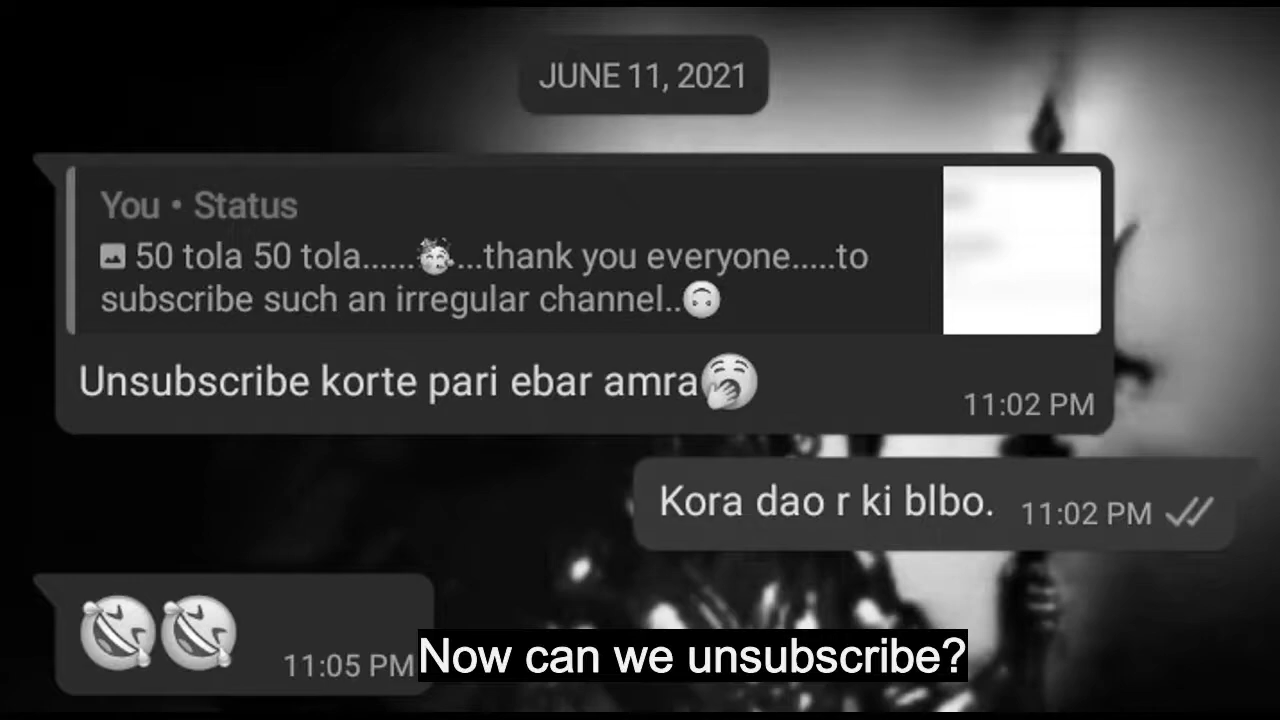 JUNE 11, 2021
You • Status
50 tola 50 tola......🥳...thank you everyone.....to
subscribe such an irregular channel..🙃
Unsubscribe korte pari ebar amra🥱
11:02 PM
Kora dao r ki blbo. 11:02 PM
🤣🤣 11:05 PM
Now can we unsubscribe?